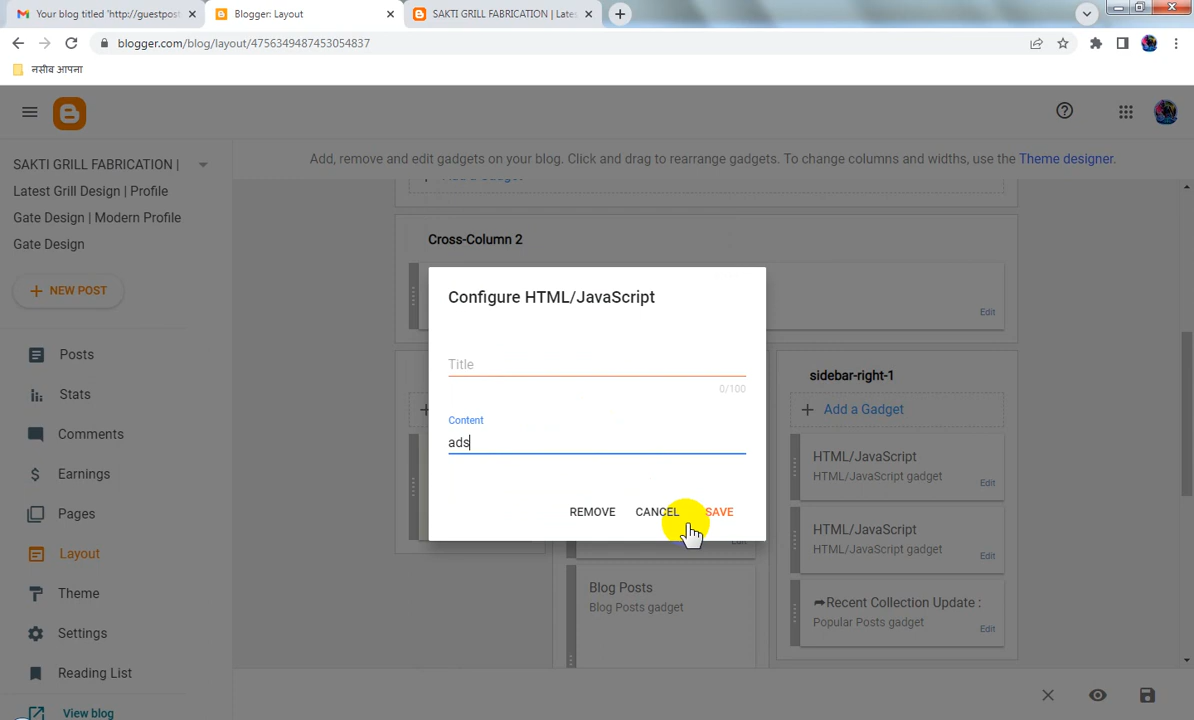 Your blog titled 'http://guestpos
Blogger: Layout
SAKTI GRILL FABRICATION | Lates
blogger.com/blog/layout/4756349487453054837
नसीब आपना
SAKTI GRILL FABRICATION |
Latest Grill Design | Profile
Gate Design | Modern Profile
Gate Design
Add, remove and edit gadgets on your blog. Click and drag to rearrange gadgets. To change columns and widths, use the Theme designer.
NEW POST
Posts
Stats
Comments
Earnings
Pages
Layout
Theme
Settings
Reading List
View blog
Cross-Column 2
Edit
Configure HTML/JavaScript
Title
0/100
Content
ads
REMOVE CANCEL SAVE
Edit
Blog Posts
Blog Posts gadget
sidebar-right-1
Add a Gadget
HTML/JavaScript
HTML/JavaScript gadget
Edit
HTML/JavaScript
HTML/JavaScript gadget
Edit
➦Recent Collection Update :
Popular Posts gadget
Edit